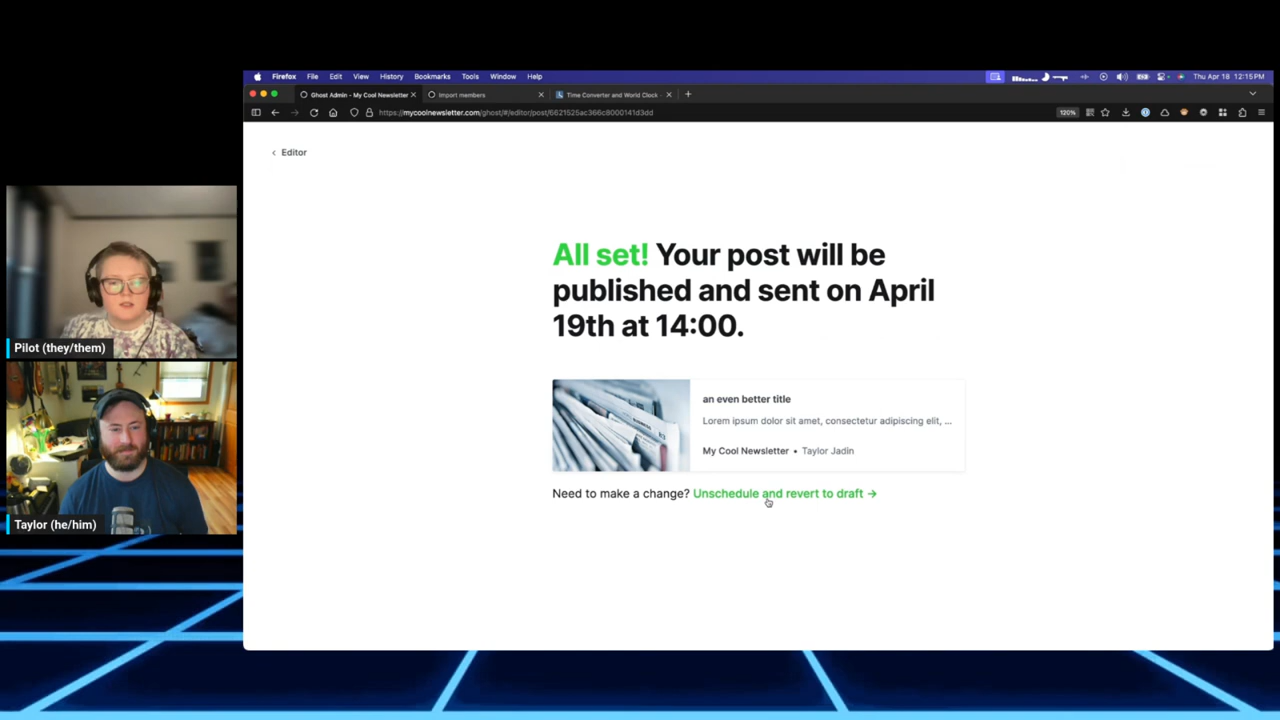 Firefox File Edit View History Bookmarks Tools Window Help
Thu Apr 18 12:15 PM
Ghost Admin - My Cool Newsletter
Import members
Time Converter and World Clock
https://mycoolnewsletter.com/ghost/#/editor/post/6621525ac366c8000141d3dd
120%
Editor
All set! Your post will be
published and sent on April
19th at 14:00.
an even better title
Lorem ipsum dolor sit amet, consectetur adipiscing elit, ...
My Cool Newsletter • Taylor Jadin
Need to make a change? Unschedule and revert to draft →
Pilot (they/them)
Taylor (he/him)